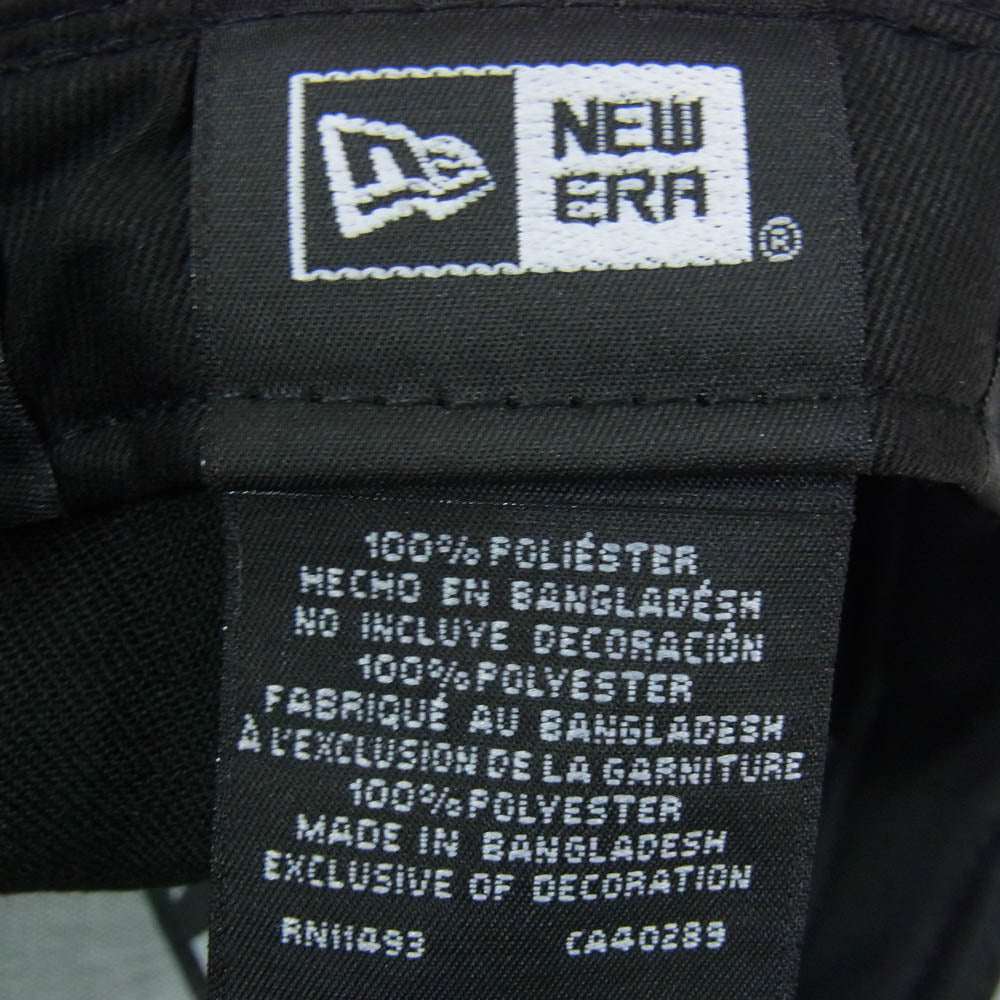 NEW
ERA
®
100% POLIÉSTER
HECHO EN BANGLADÉSH
NO INCLUYE DECORACIÓN
100% POLYESTER
FABRIQUÉ AU BANGLADESH
À L'EXCLUSION DE LA GARNITURE
100% POLYESTER
MADE IN BANGLADESH
EXCLUSIVE OF DECORATION
RN11493 CA40289